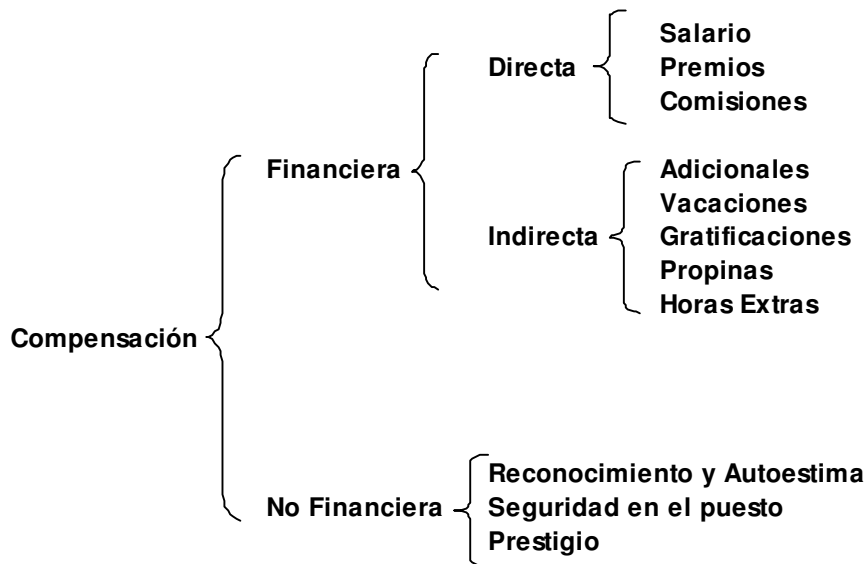 Compensación
Financiera
Directa
Salario
Premios
Comisiones
Indirecta
Adicionales
Vacaciones
Gratificaciones
Propinas
Horas Extras
No Financiera
Reconocimiento y Autoestima
Seguridad en el puesto
Prestigio